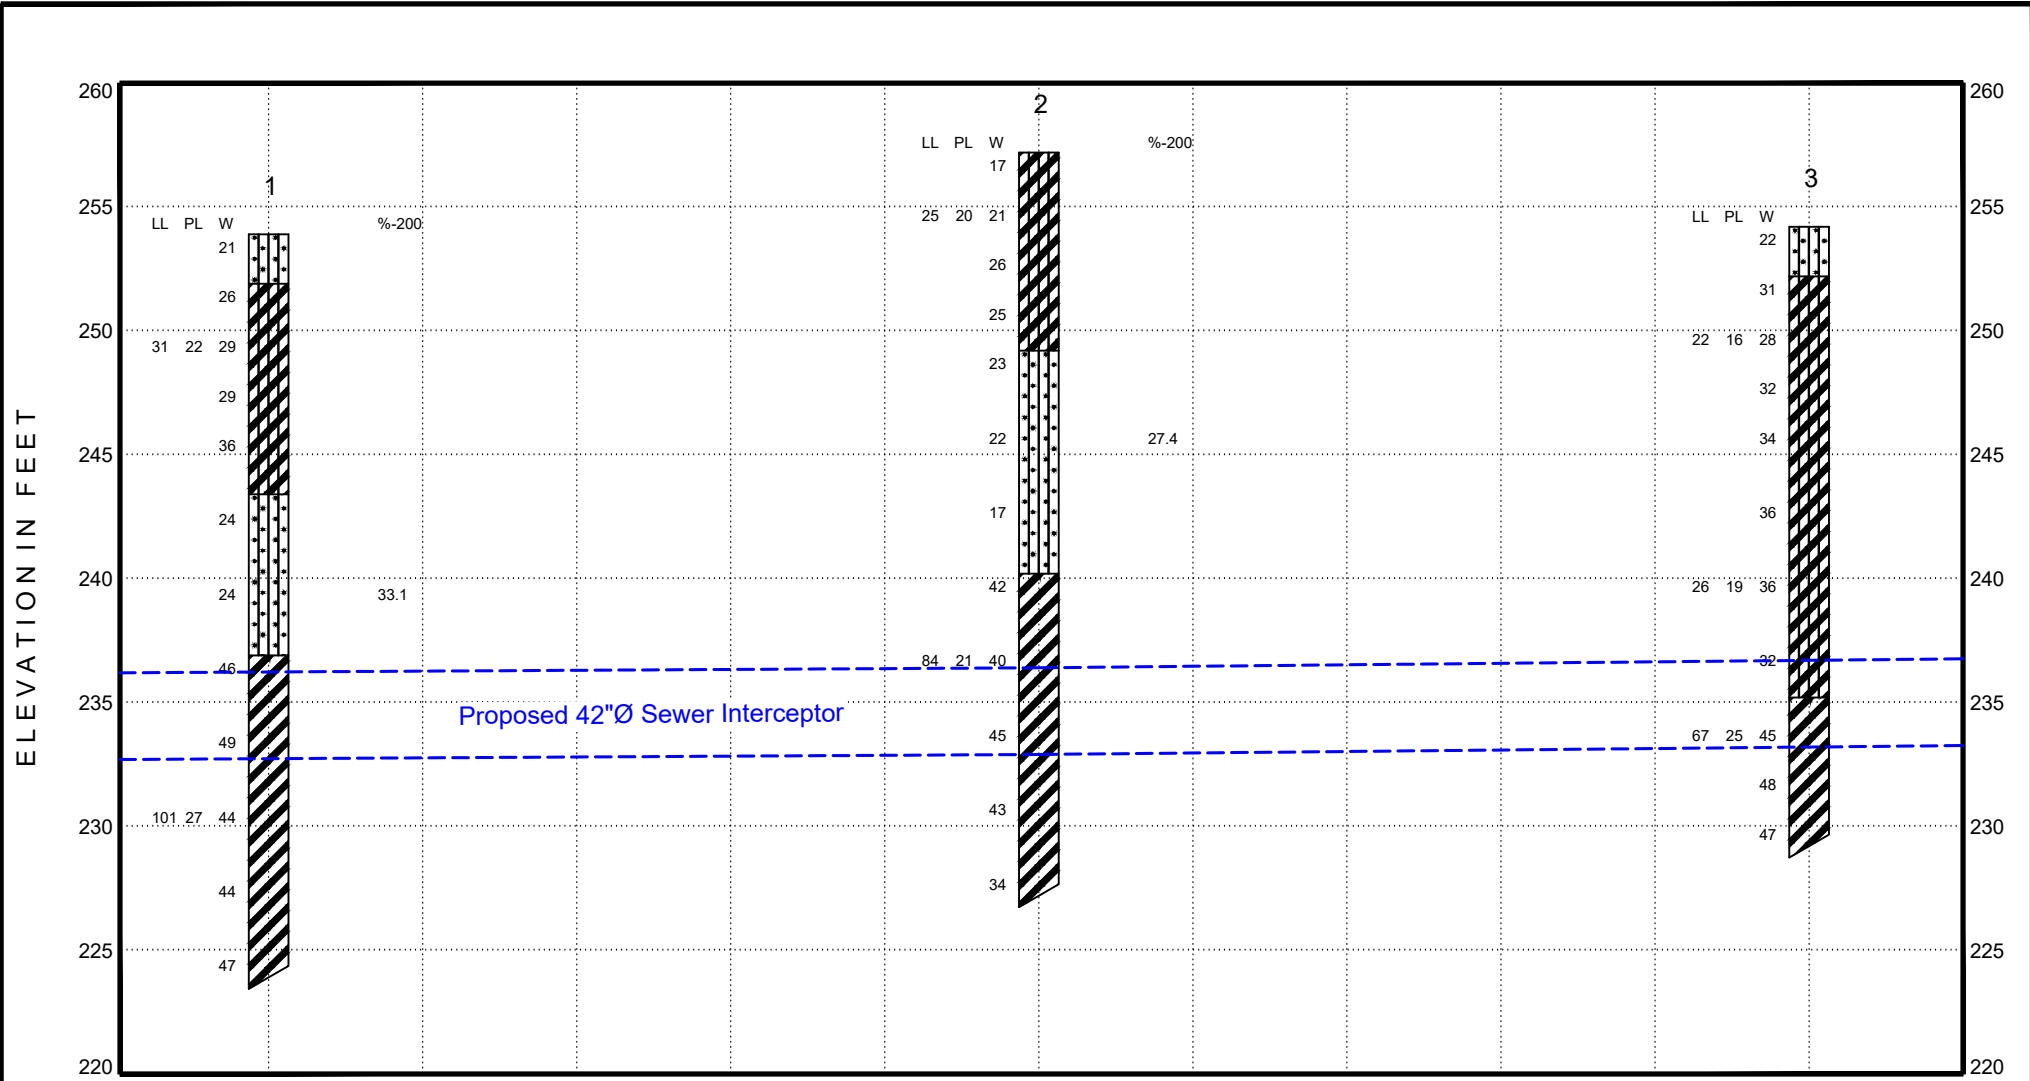 260 260
2
LL PL W %-200
17
1 3
255 25 20 21 LL PL W 255
LL PL W %-200
21 22
26
26 31
250 25 250
31 22 29 22 16 28
23
29 32
36 22 27.4 34
245 245
24 17 36
240 240
24 33.1 42 26 19 36
46 84 21 40 32
235 235
Proposed 42"Ø Sewer Interceptor
49 45 67 25 45
48
101 27 44 43
230 230
47
44 34
225 225
47
220 220
ELEVATION IN FEET